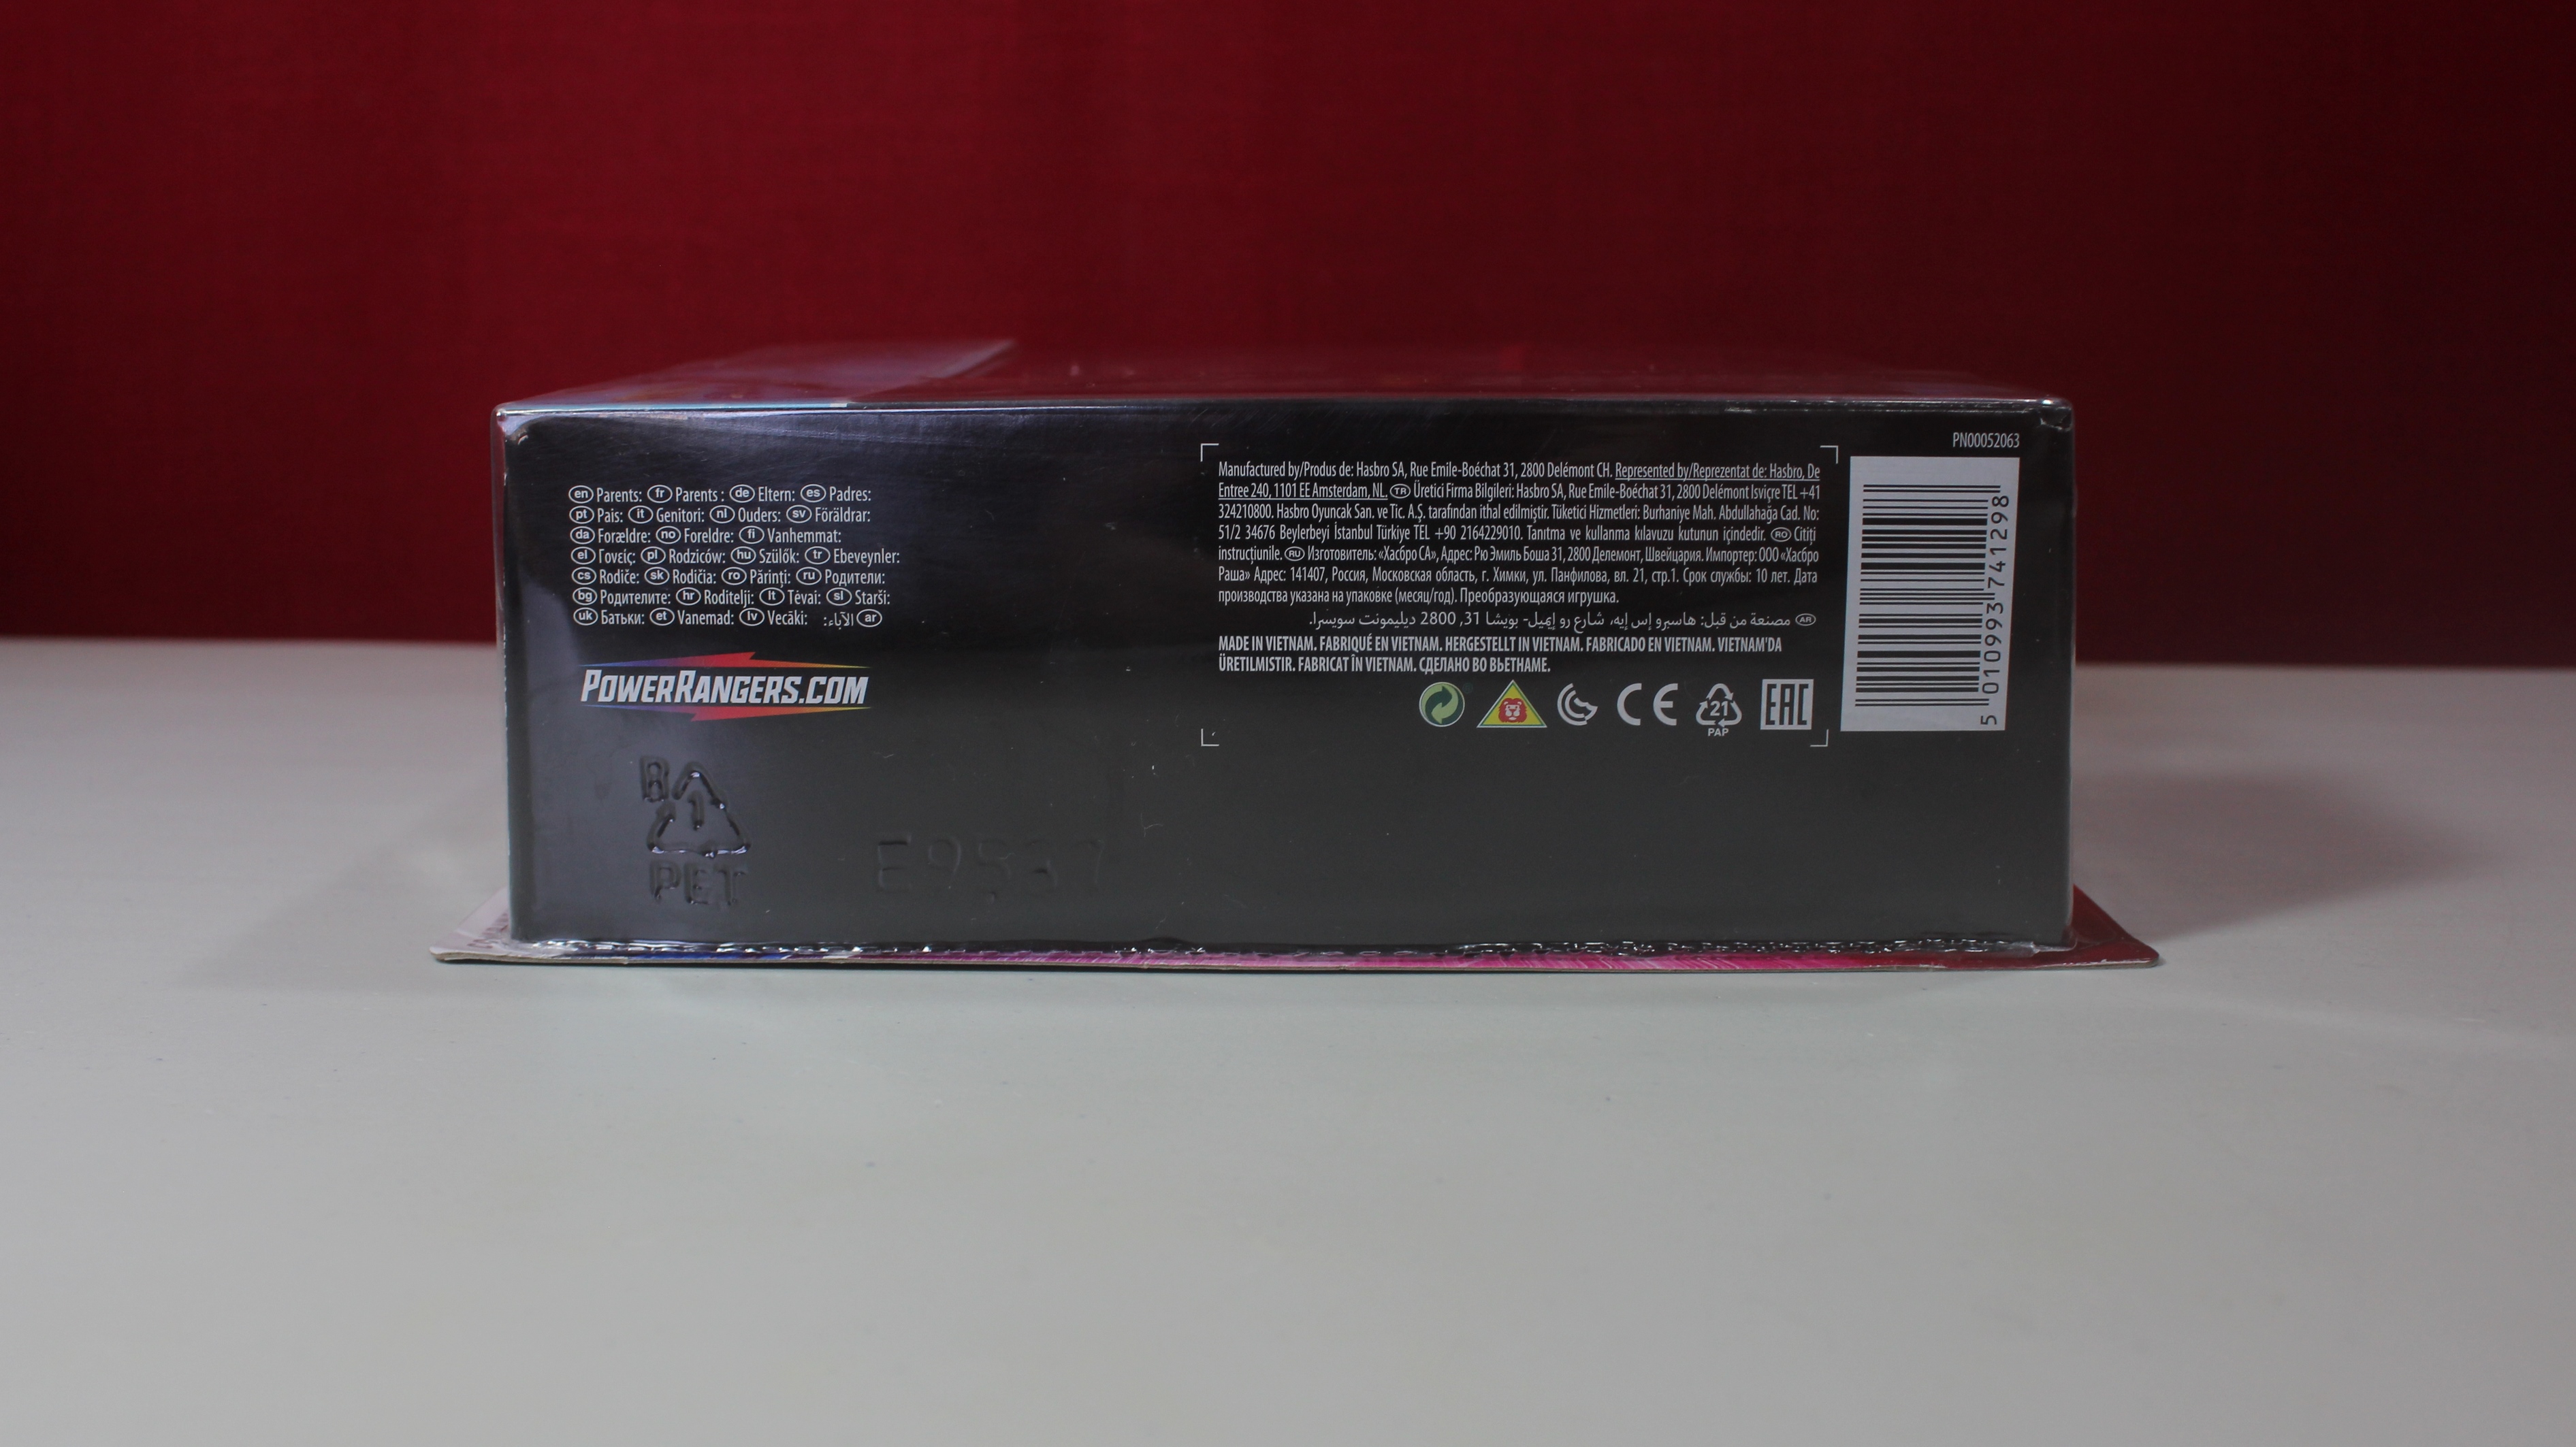 en Parents: fr Parents : de Eltern: es Padres:
pt Pais: it Genitori: nl Ouders: sv Föräldrar:
da Forældre: no Foreldre: fi Vanhemmat:
el Γονείς: pl Rodziców: hu Szülők: tr Ebeveynler:
cs Rodiče: sk Rodičia: ro Părinți: ru Родители:
bg Родителите: hr Roditelji: lt Tėvai: sl Starši:
uk Батьки: et Vanemad: lv Vecāki: ar الآباء:
POWERRANGERS.COM
BA
1
PET
E9537
Manufactured by/Produs de: Hasbro SA, Rue Emile-Boéchat 31, 2800 Delémont CH. Represented by/Reprezentat de: Hasbro, De
Entree 240, 1101 EE Amsterdam, NL. TR Üretici Firma Bilgileri: Hasbro SA, Rue Emile-Boéchat 31, 2800 Delémont Isviçre TEL +41
324210800. Hasbro Oyuncak San. ve Tic. A.Ş. tarafından ithal edilmiştir. Tüketici Hizmetleri: Burhaniye Mah. Abdullahağa Cad. No:
51/2 34676 Beylerbeyi İstanbul Türkiye TEL +90 2164229010. Tanıtma ve kullanma kılavuzu kutunun içindedir. RO Citiți
instrucțiunile. RU Изготовитель: «Хасбро СА», Адрес: Рю Эмиль Боша 31, 2800 Делемонт, Швейцария. Импортер: ООО «Хасбро
Раша» Адрес: 141407, Россия, Московская область, г. Химки, ул. Панфилова, вл. 21, стр.1. Срок службы: 10 лет. Дата
производства указана на упаковке (месяц/год). Преобразующаяся игрушка.
AR مصنعة من قبل: هاسبرو إس إيه، شارع رو إيميل- بويشا 31, 2800 ديليمونت سويسرا.
MADE IN VIETNAM. FABRIQUÉ EN VIETNAM. HERGESTELLT IN VIETNAM. FABRICADO EN VIETNAM. VIETNAM'DA
ÜRETILMISTIR. FABRICAT ÎN VIETNAM. СДЕЛАНО ВО ВЬЕТНАМЕ.
CE
21
PAP
EAC
PN00052063
5 010993 741298